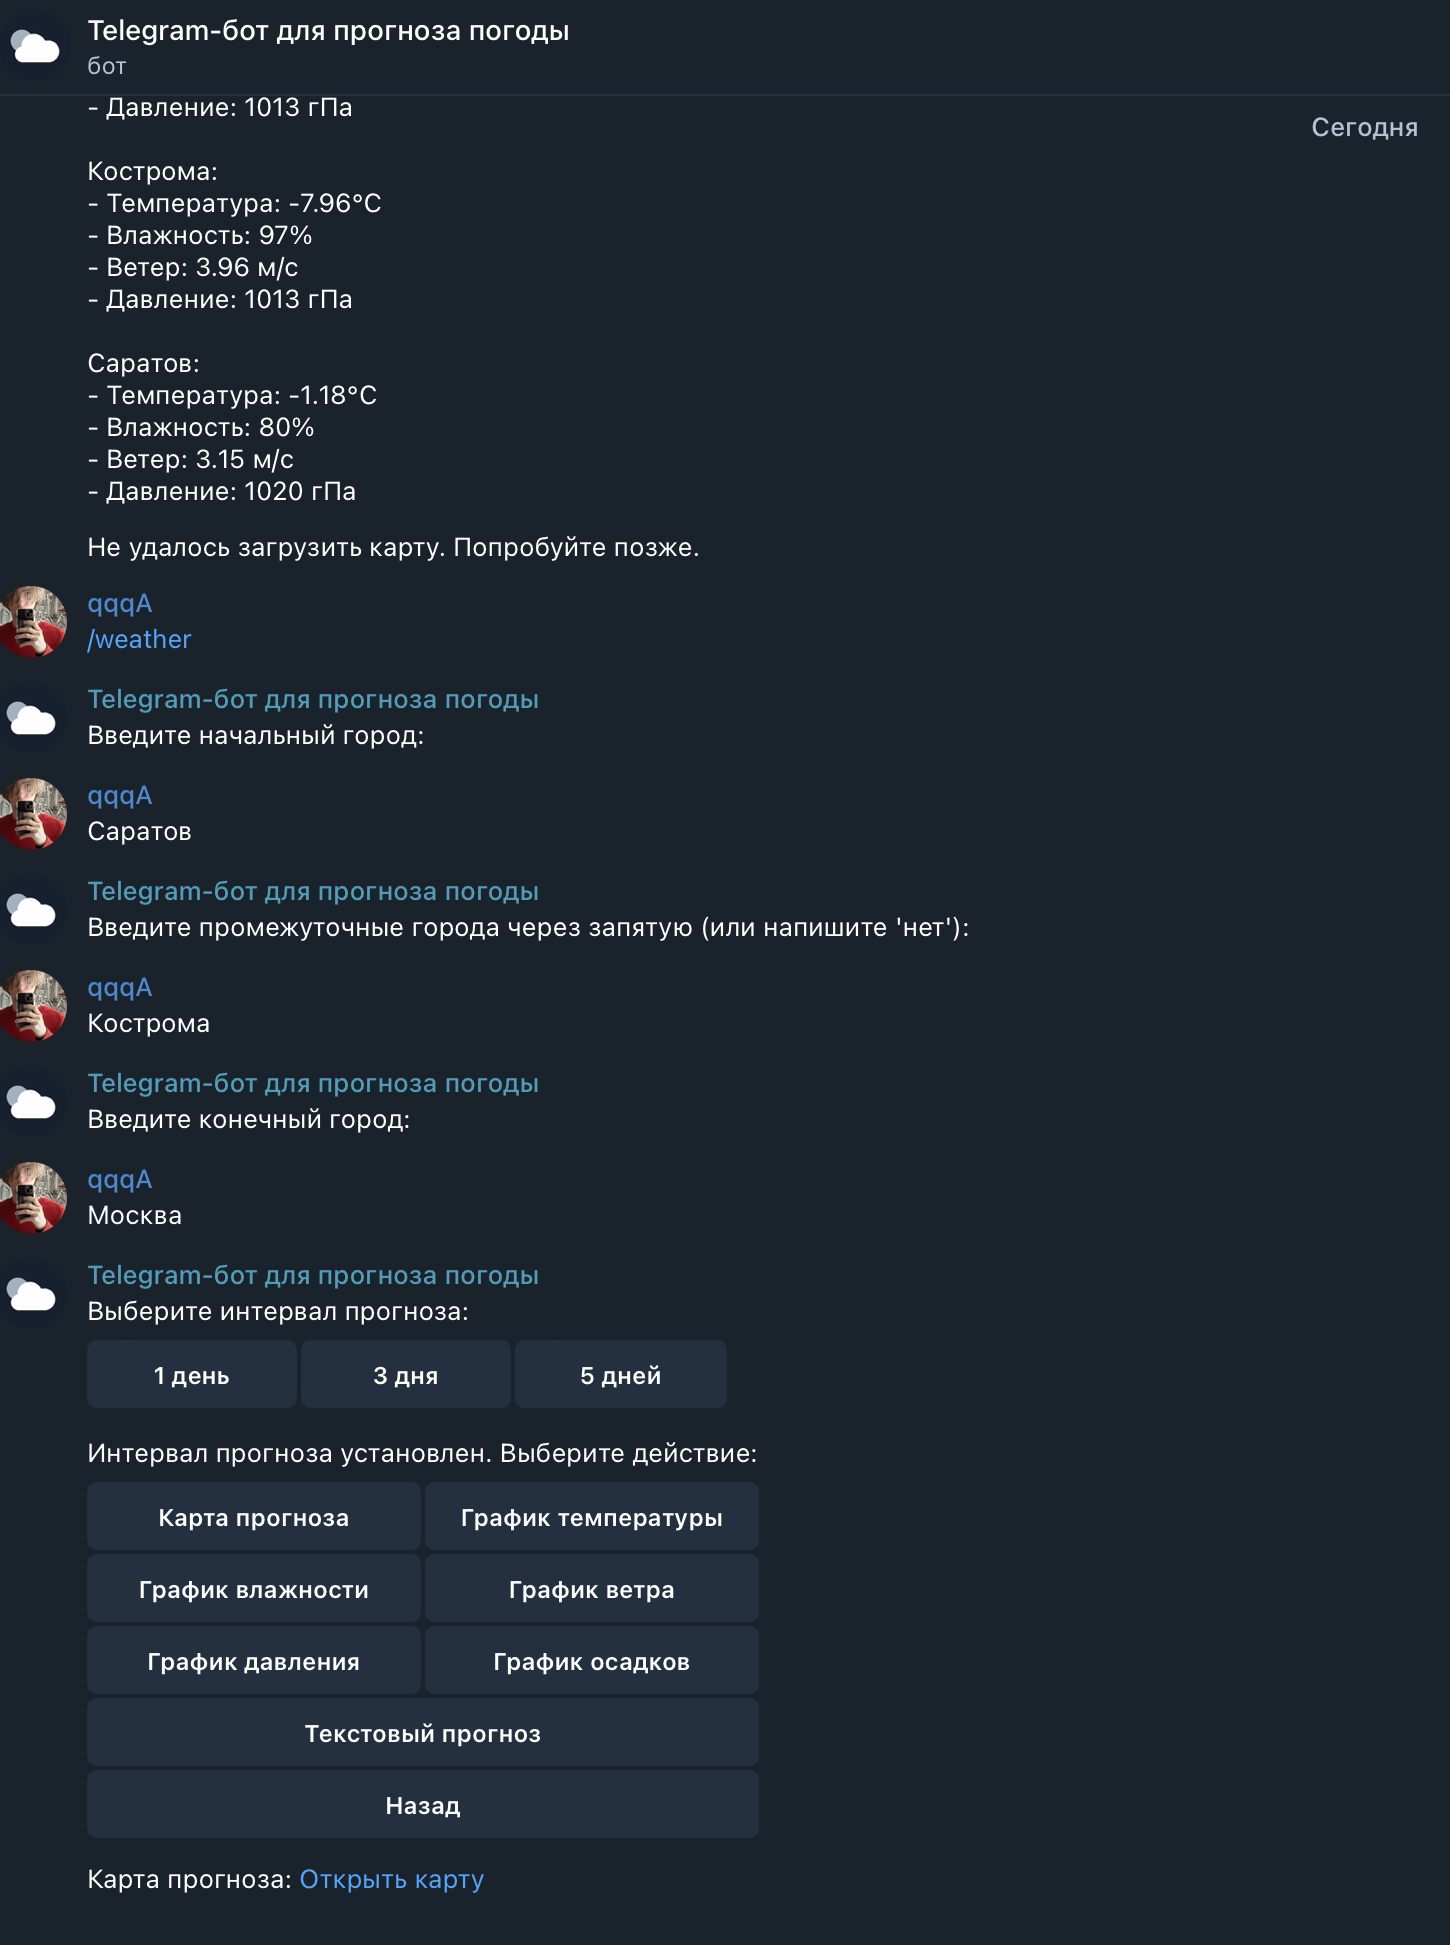 Telegram-бот для прогноза погоды
бот
- Давление: 1013 гПа
Сегодня
Кострома:
- Температура: -7.96°C
- Влажность: 97%
- Ветер: 3.96 м/с
- Давление: 1013 гПа
Саратов:
- Температура: -1.18°C
- Влажность: 80%
- Ветер: 3.15 м/с
- Давление: 1020 гПа
Не удалось загрузить карту. Попробуйте позже.
qqqA
/weather
Telegram-бот для прогноза погоды
Введите начальный город:
qqqA
Саратов
Telegram-бот для прогноза погоды
Введите промежуточные города через запятую (или напишите 'нет'):
qqqA
Кострома
Telegram-бот для прогноза погоды
Введите конечный город:
qqqA
Москва
Telegram-бот для прогноза погоды
Выберите интервал прогноза:
1 день
3 дня
5 дней
Интервал прогноза установлен. Выберите действие:
Карта прогноза
График температуры
График влажности
График ветра
График давления
График осадков
Текстовый прогноз
Назад
Карта прогноза: Открыть карту